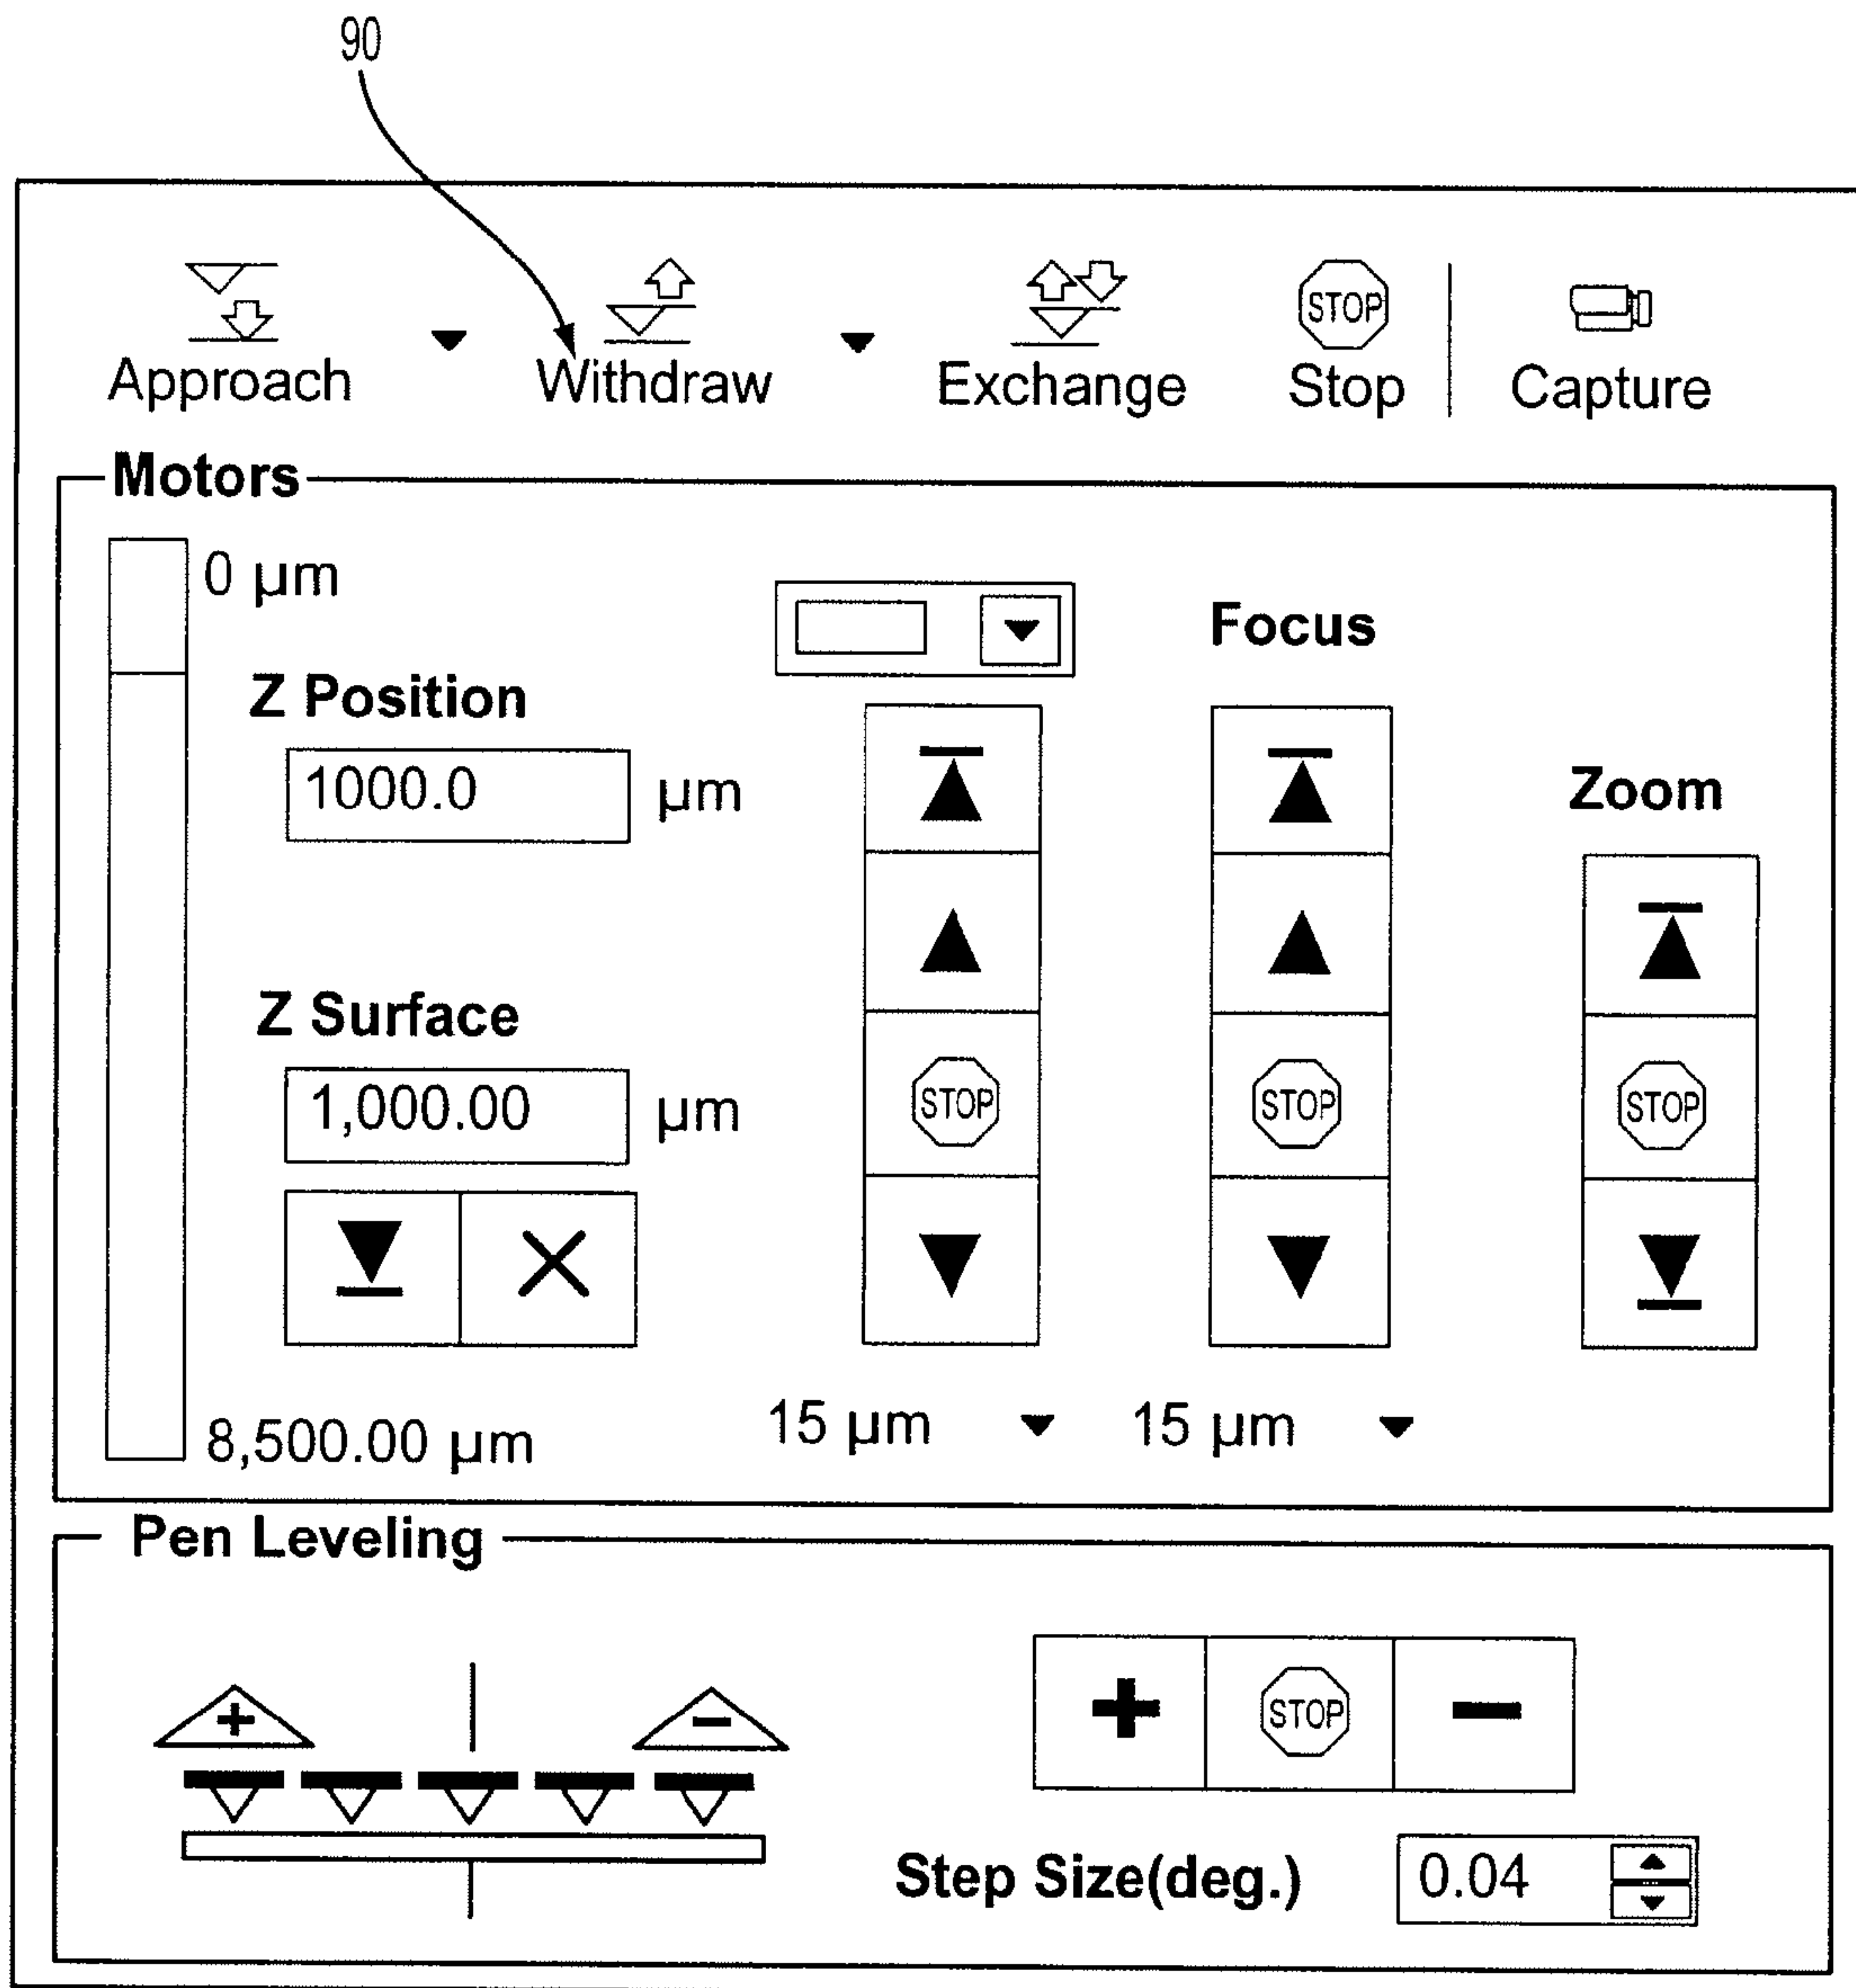 90
STOP
Approach Withdraw Exchange Stop Capture
Motors
0 µm
Focus
Z Position
1000.0 µm
Zoom
Z Surface
1,000.00 µm
STOP STOP STOP
15 µm 15 µm
8,500.00 µm
Pen Leveling
+ − + STOP −
Step Size(deg.) 0.04